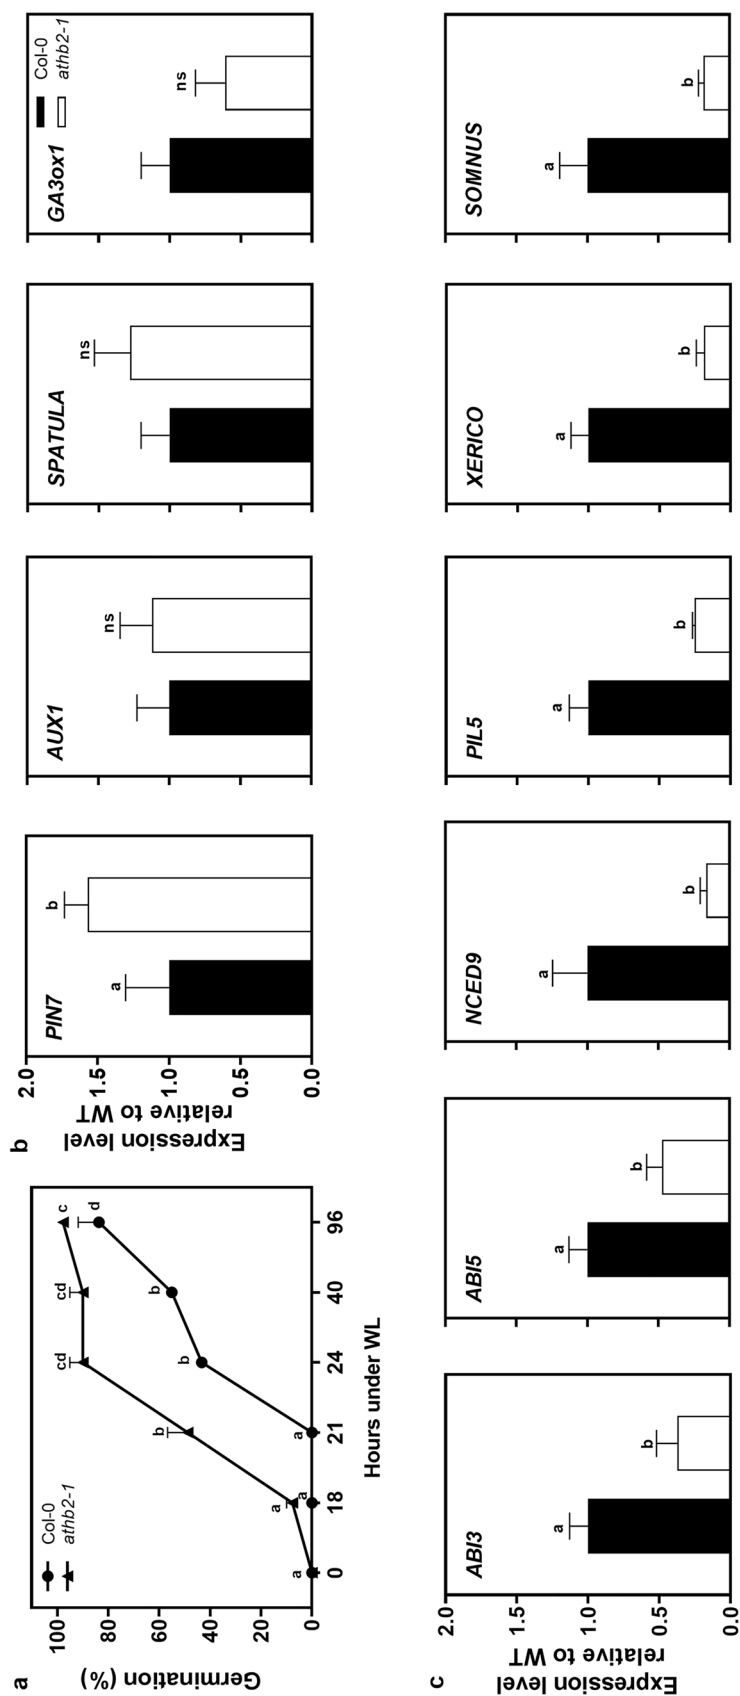 a
Col-0
athb2-1
Germination (%)
100
80
60
40
20
0
a
a
a
a
b
b
cd
b
cd
d
c
0
18
21
24
40
96
Hours under WL
b
Expression level
relative to WT
2.0
1.5
1.0
0.5
0.0
PIN7
a
b
AUX1
ns
SPATULA
ns
GA3ox1
Col-0
athb2-1
ns
c
Expression level
relative to WT
2.0
1.5
1.0
0.5
0.0
ABI3
a
b
ABI5
a
b
NCED9
a
b
PIL5
a
b
XERICO
a
b
SOMNUS
a
b